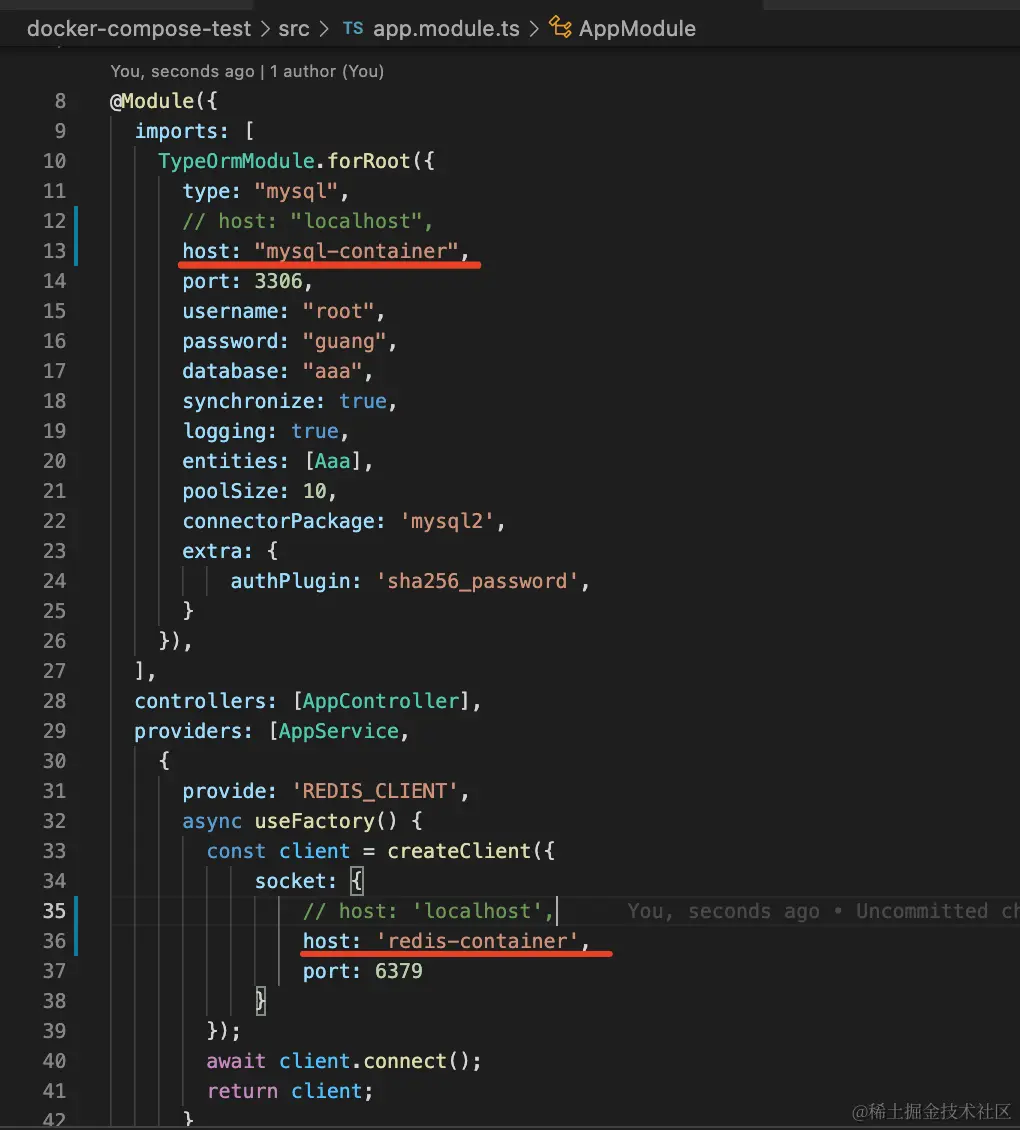 docker-compose-test > src > TS app.module.ts > AppModule
You, seconds ago | 1 author (You)
8 @Module({
9 imports: [
10 TypeOrmModule.forRoot({
11 type: "mysql",
12 // host: "localhost",
13 host: "mysql-container",
14 port: 3306,
15 username: "root",
16 password: "guang",
17 database: "aaa",
18 synchronize: true,
19 logging: true,
20 entities: [Aaa],
21 poolSize: 10,
22 connectorPackage: 'mysql2',
23 extra: {
24 authPlugin: 'sha256_password',
25 }
26 }),
27 ],
28 controllers: [AppController],
29 providers: [AppService,
30 {
31 provide: 'REDIS_CLIENT',
32 async useFactory() {
33 const client = createClient({
34 socket: {
35 // host: 'localhost', You, seconds ago • Uncommitted ch
36 host: 'redis-container',
37 port: 6379
38 }
39 });
40 await client.connect();
41 return client;
42 }
@稀土掘金技术社区